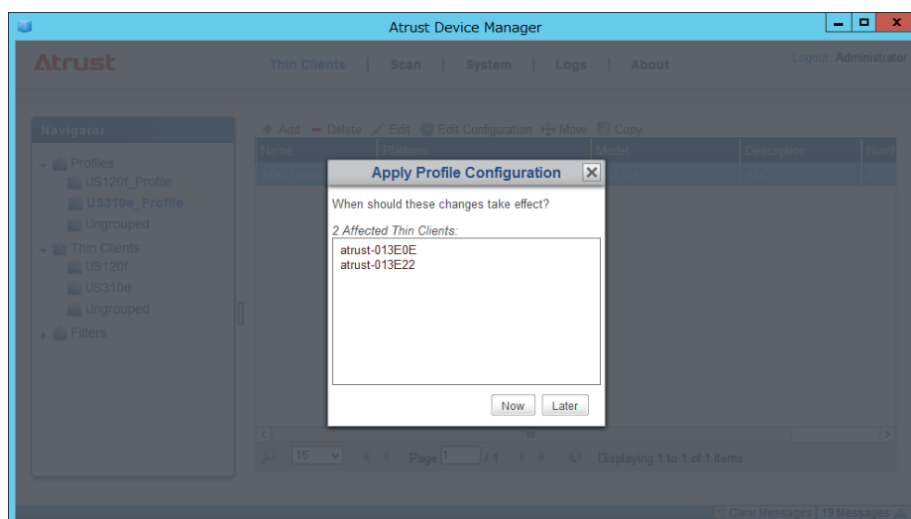 Atrust Device Manager
Atrust
Thin Clients | Scan | System | Logs | About
Logout: Administrator
Navigator
Profiles
US120f_Profile
US310e_Profile
Ungrouped
Thin Clients
US120f
US310e
Ungrouped
Filters
Add Delete Edit Edit Configuration Move Copy
Name Platform Model Description
Apply Profile Configuration
When should these changes take effect?
2 Affected Thin Clients:
atrust-013E0E
atrust-013E22
Now Later
15 Page 1 / 1 Displaying 1 to 1 of 1 items
Clear Messages | 19 Messages